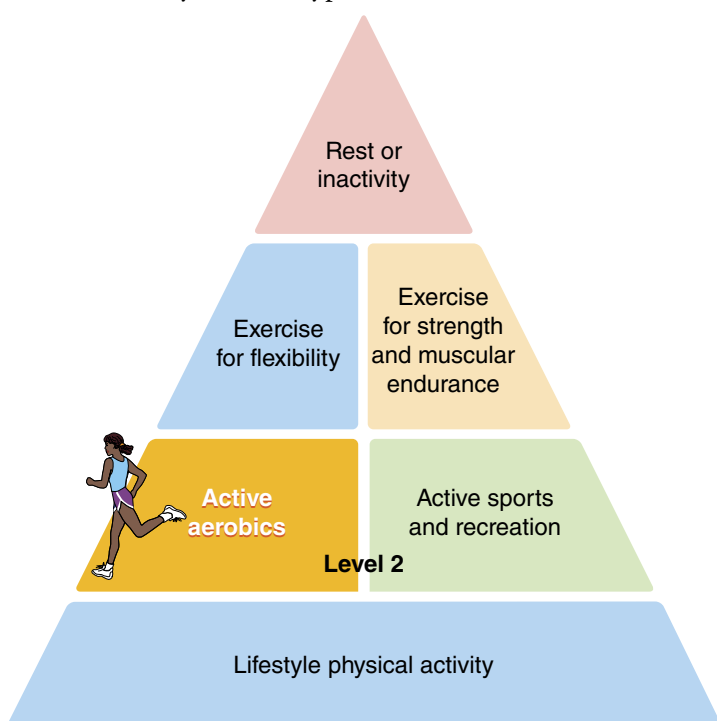 Rest or
inactivity
Exercise
for flexibility
Exercise
for strength
and muscular
endurance
Active
aerobics
Active sports
and recreation
Level 2
Lifestyle physical activity